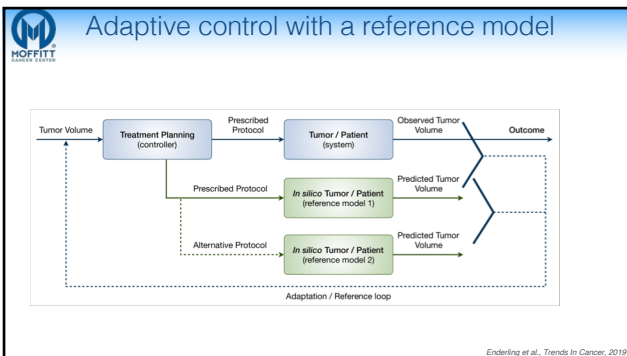 Adaptive control with a reference model
MOFFITT
CANCER CENTER
Tumor Volume
Treatment Planning
(controller)
Prescribed
Protocol
Tumor / Patient
(system)
Observed Tumor
Volume
Outcome
Prescribed Protocol
In silico Tumor / Patient
(reference model 1)
Predicted Tumor
Volume
Alternative Protocol
In silico Tumor / Patient
(reference model 2)
Predicted Tumor
Volume
Adaptation / Reference loop
Enderling et al., Trends In Cancer, 2019